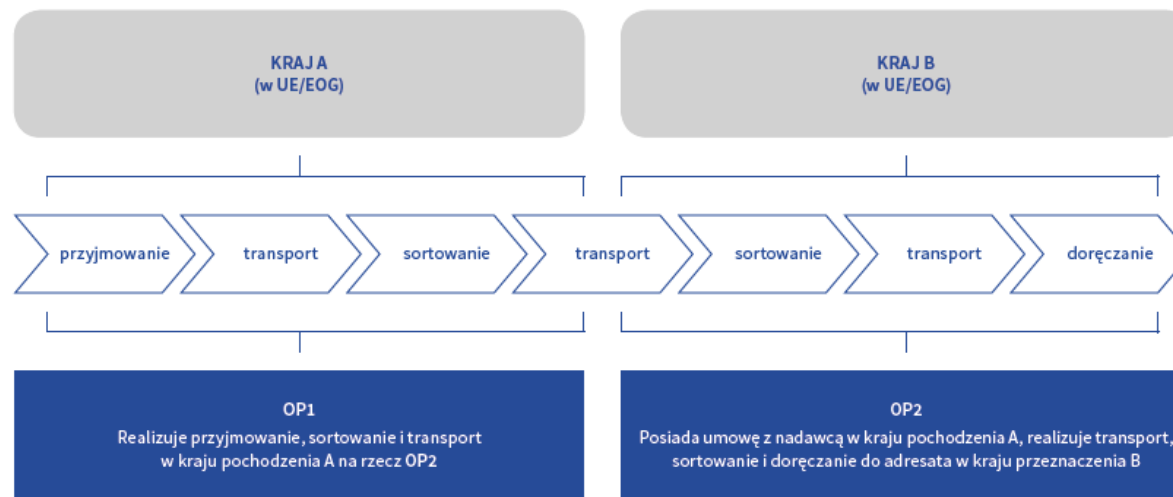 KRAJ A
(w UE/EOG)
KRAJ B
(w UE/EOG)
przyjmowanie
transport
sortowanie
transport
sortowanie
transport
doręczanie
OP1
Realizuje przyjmowanie, sortowanie i transport
w kraju pochodzenia A na rzecz OP2
OP2
Posiada umowę z nadawcą w kraju pochodzenia A, realizuje transport,
sortowanie i doręczanie do adresata w kraju przeznaczenia B